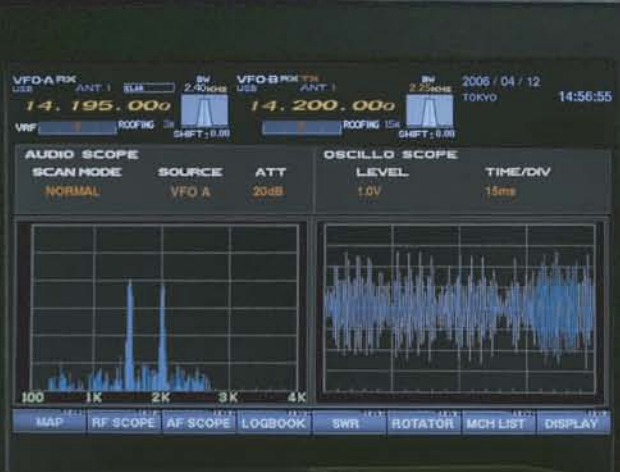 VFO-A RX BW VFO-B RX TX BW 2006 / 04 / 12
USB ANT 1 2.40KHz USB ANT 1 2.25KHz TOKYO 14:56:55
14. 195. 000 14. 200. 000
VRF ROOFING 3K SHIFT: 0.00 ROOFING 15K SHIFT: 0.00
AUDIO SCOPE OSCILLO SCOPE
SCAN MODE SOURCE ATT LEVEL TIME/DIV
NORMAL VFO A 20dB 1.0V 15ms
100 1K 2K 3K 4K
MAP RF SCOPE AF SCOPE LOGBOOK SWR ROTATOR MCH LIST DISPLAY